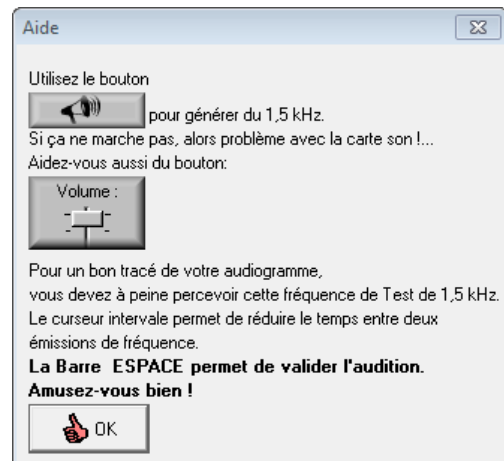 Aide
Utilisez le bouton
pour générer du 1,5 kHz.
Si ça ne marche pas, alors problème avec la carte son !...
Aidez-vous aussi du bouton:
Volume :
Pour un bon tracé de votre audiogramme,
vous devez à peine percevoir cette fréquence de Test de 1,5 kHz.
Le curseur intervale permet de réduire le temps entre deux
émissions de fréquence.
La Barre ESPACE permet de valider l'audition.
Amusez-vous bien !
OK